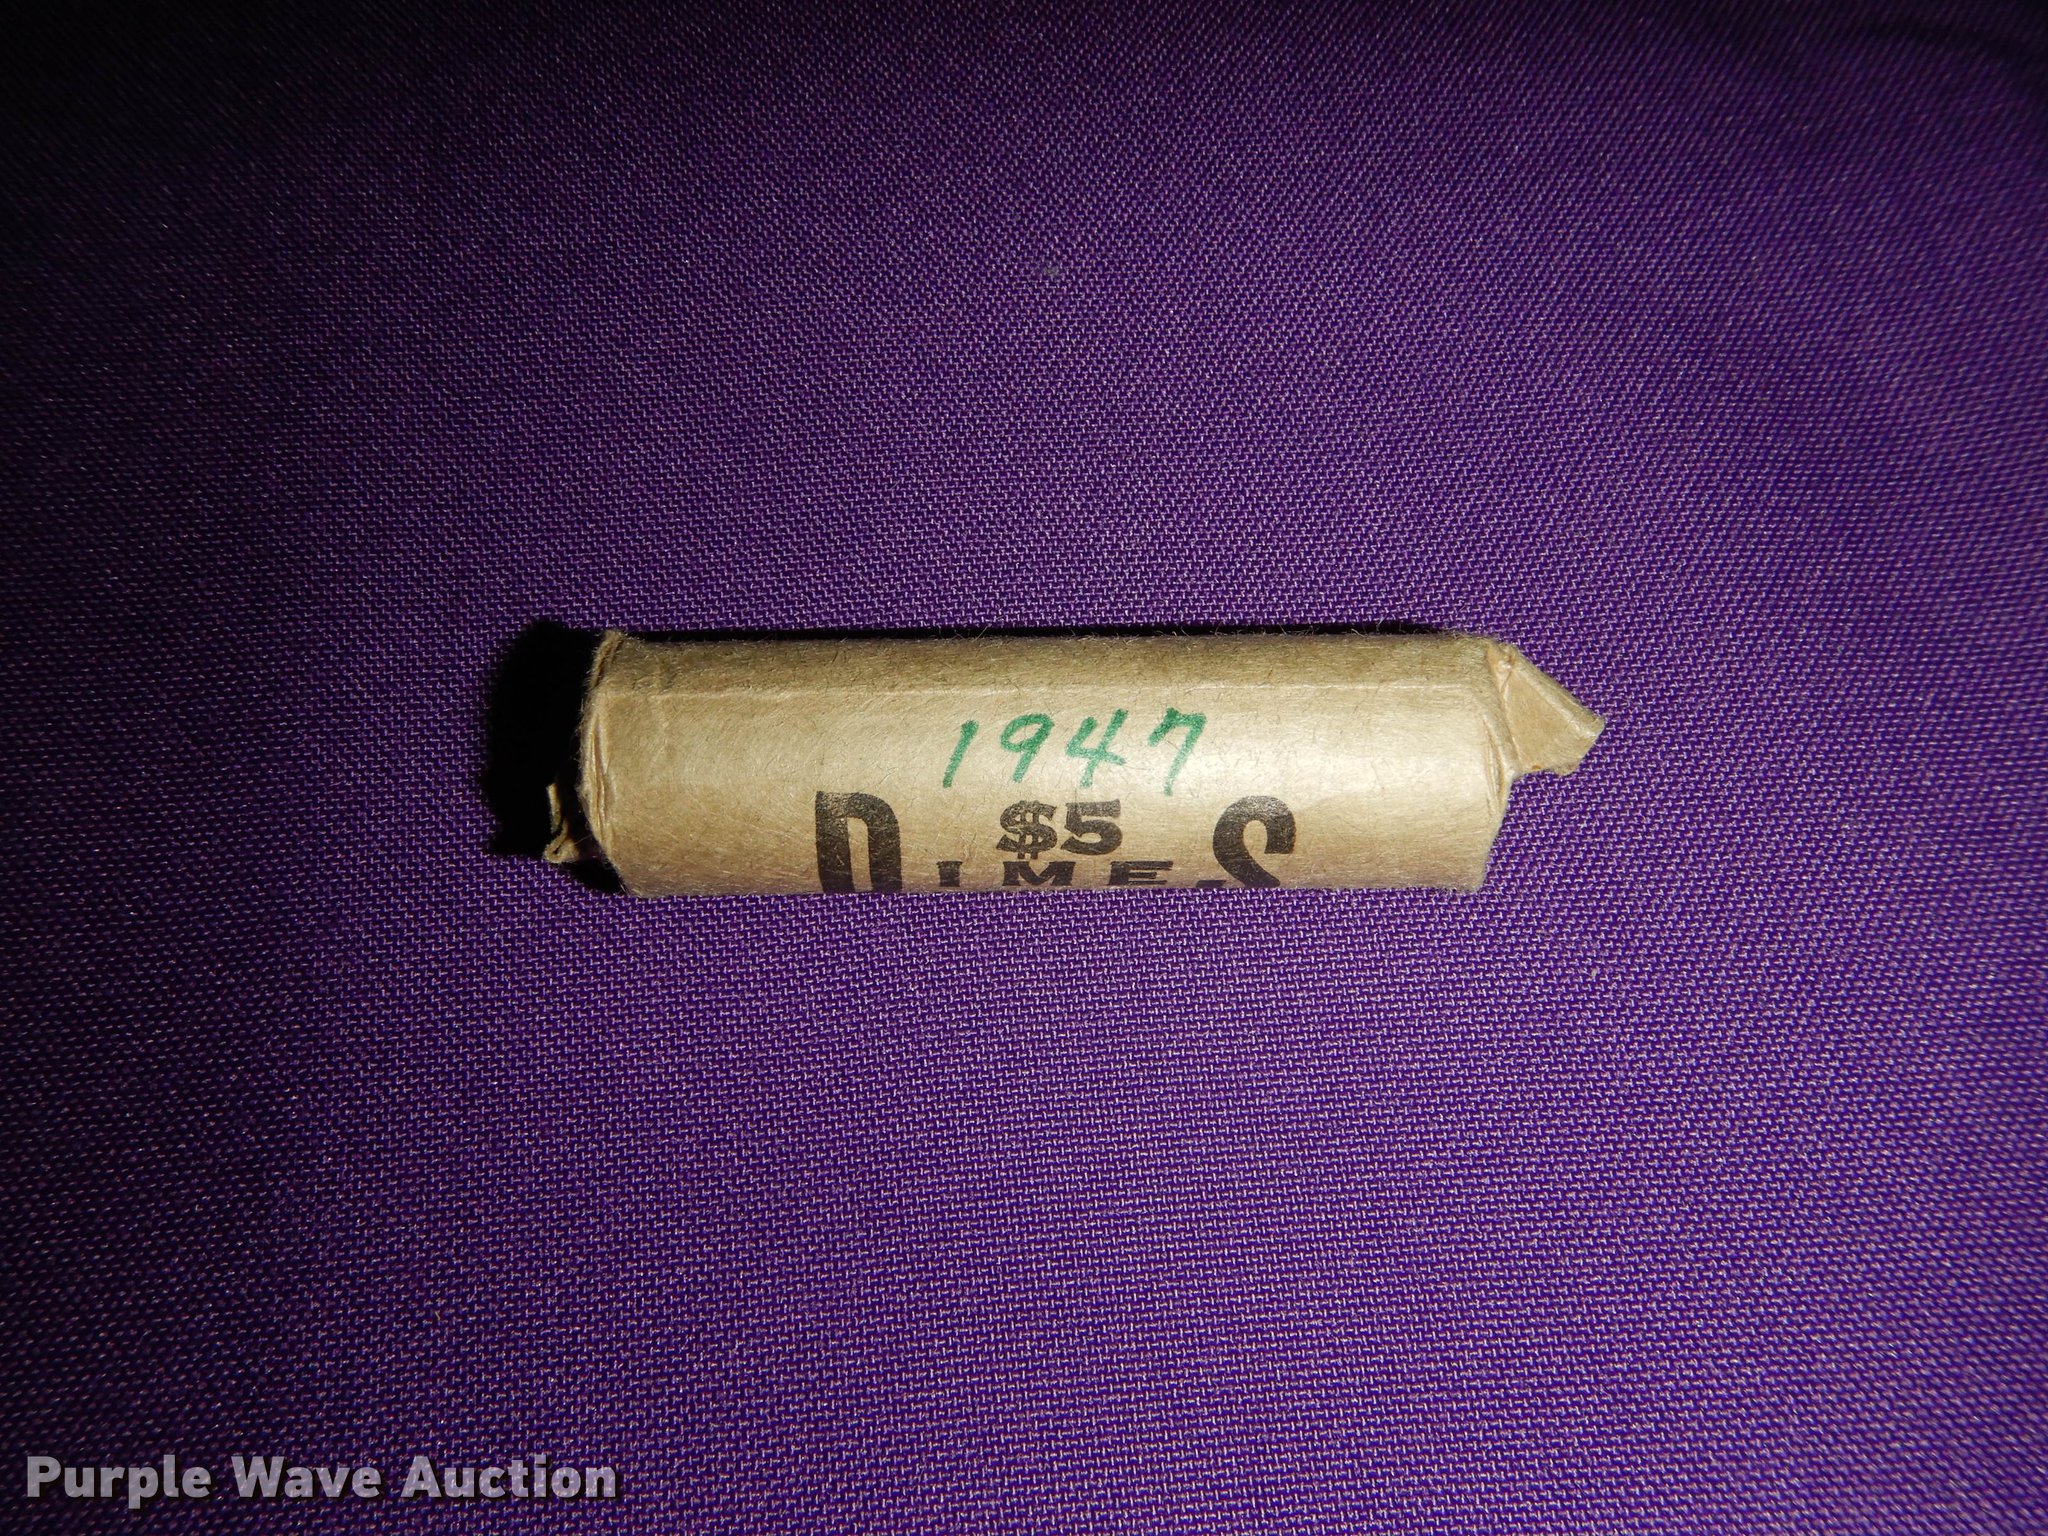 1947
$5
DIMES
Purple Wave Auction